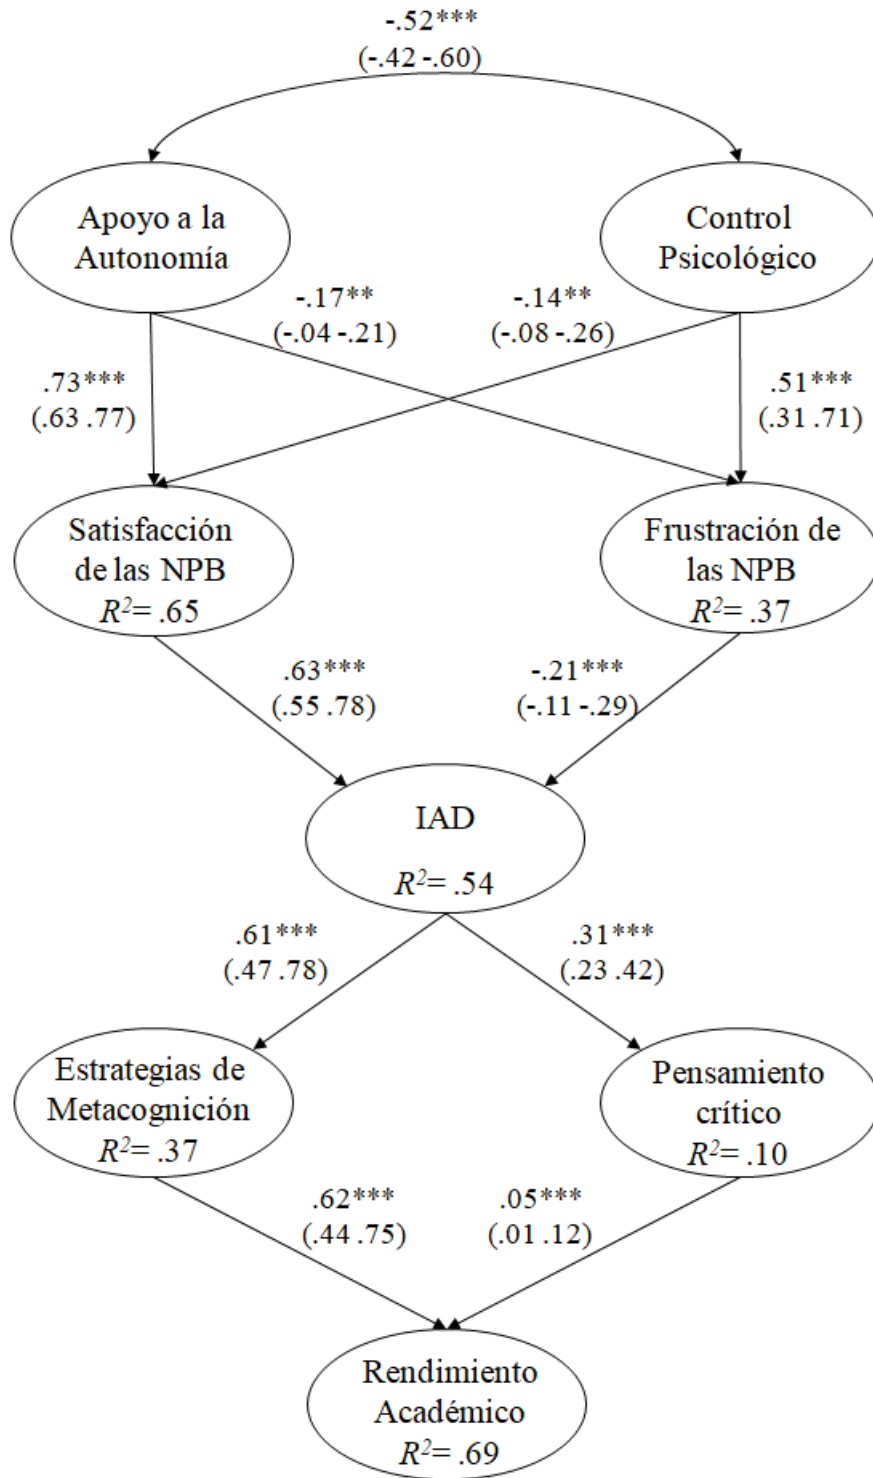 -.52***
(-.42 -.60)
Apoyo a la
Autonomía
Control
Psicológico
-.17**
(-.04 -.21)
-.14**
(-.08 -.26)
.73***
(.63 .77)
.51***
(.31 .71)
Satisfacción
de las NPB
R²= .65
Frustración de
las NPB
R²= .37
.63***
(.55 .78)
-.21***
(-.11 -.29)
IAD
R²= .54
.61***
(.47 .78)
.31***
(.23 .42)
Estrategias de
Metacognición
R²= .37
Pensamiento
crítico
R²= .10
.62***
(.44 .75)
.05***
(.01 .12)
Rendimiento
Académico
R²= .69